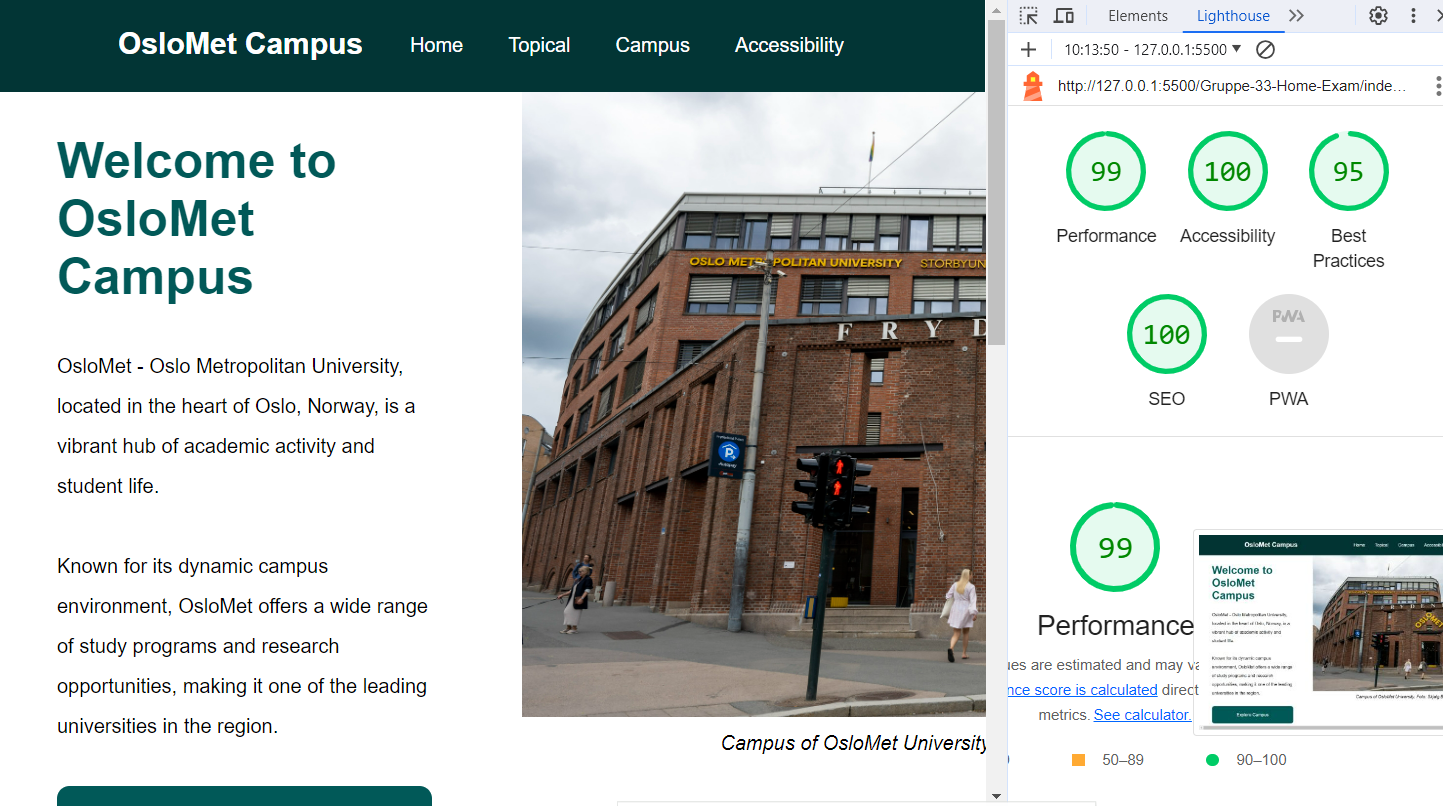 OsloMet Campus
Home
Topical
Campus
Accessibility
Welcome to
OsloMet
Campus
OsloMet - Oslo Metropolitan University,
located in the heart of Oslo, Norway, is a
vibrant hub of academic activity and
student life.
Known for its dynamic campus
environment, OsloMet offers a wide range
of study programs and research
opportunities, making it one of the leading
universities in the region.
OSLO METROPOLITAN UNIVERSITY STORBYUN
FRYD
P
Autopay
Campus of OsloMet University
Elements
Lighthouse
10:13:50 - 127.0.0.1:5500
http://127.0.0.1:5500/Gruppe-33-Home-Exam/inde...
99
Performance
100
Accessibility
95
Best
Practices
100
SEO
PWA
PWA
99
Performance
ues are estimated and may va
nce score is calculated direct
metrics. See calculator.
50–89
90–100
OsloMet Campus
Home
Topical
Campus
Accessibili
Welcome to
OsloMet
Campus
OsloMet - Oslo Metropolitan University,
located in the heart of Oslo, Norway, is a
vibrant hub of academic activity and
student life.
Known for its dynamic campus
environment, OsloMet offers a wide range
of study programs and research
opportunities, making it one of the leading
universities in the region.
Explore Campus
FRYDEN
OSLOMET
Campus of OsloMet University. Foto: